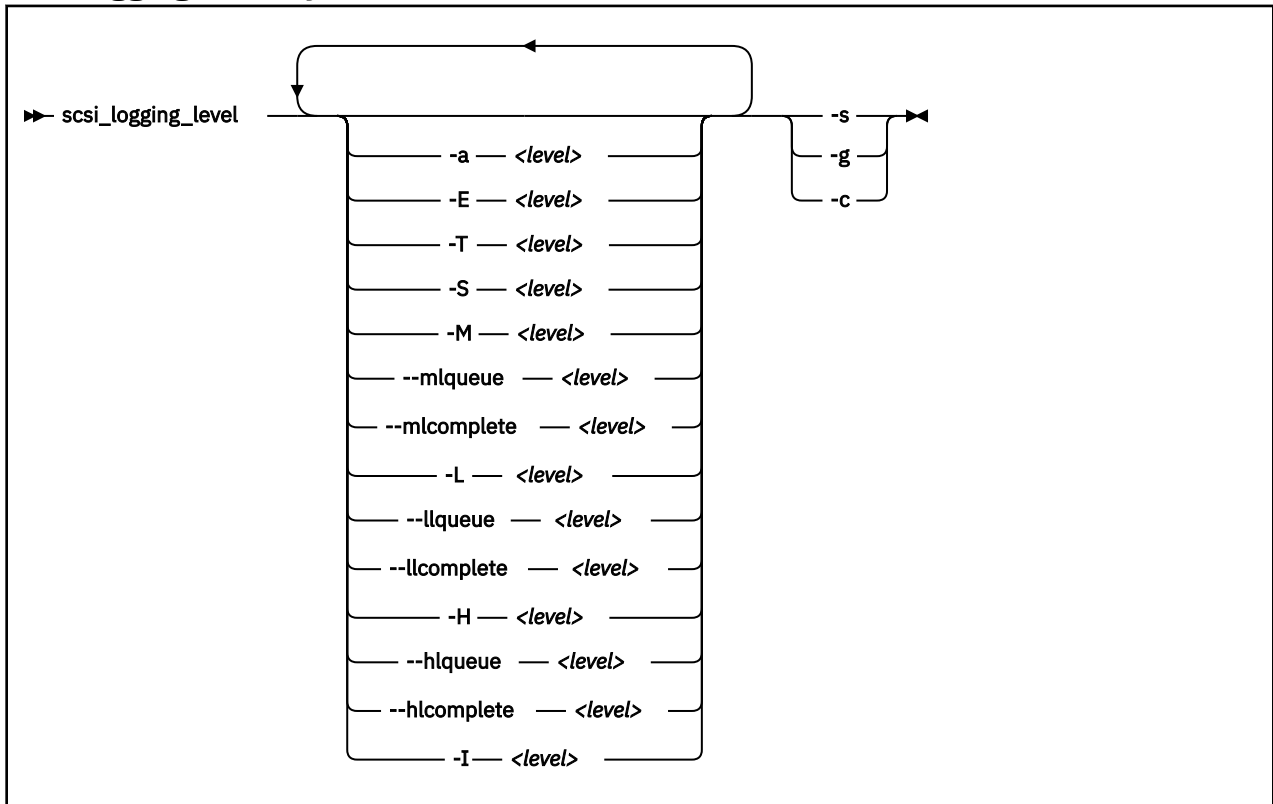 scsi_logging_level -s
-a <level> -g
-E <level> -c
-T <level>
-S <level>
-M <level>
--mlqueue <level>
--mlcomplete <level>
-L <level>
--llqueue <level>
--llcomplete <level>
-H <level>
--hlqueue <level>
--hlcomplete <level>
-I <level>